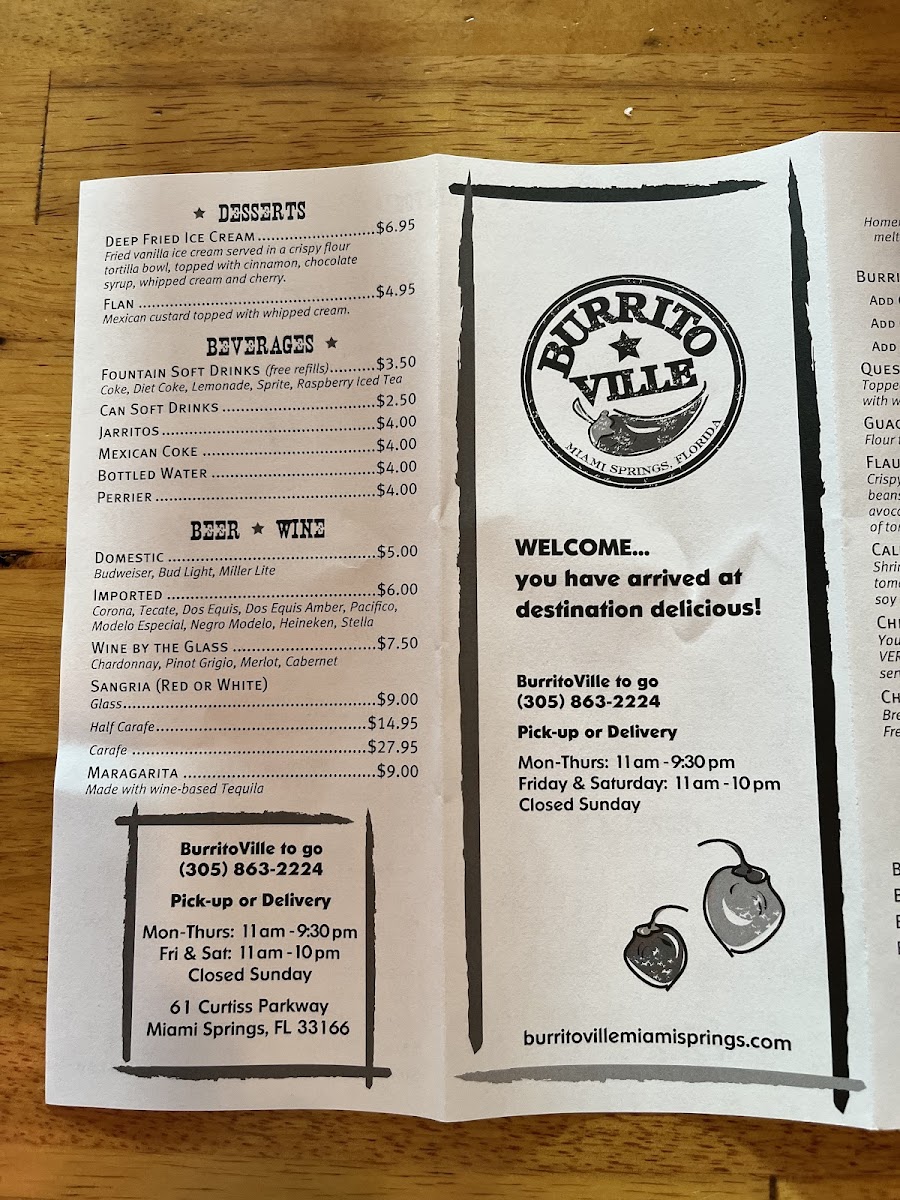 ★ DESSERTS
DEEP FRIED ICE CREAM ........................... $6.95
Fried vanilla ice cream served in a crispy flour
tortilla bowl, topped with cinnamon, chocolate
syrup, whipped cream and cherry.
FLAN ........................... $4.95
Mexican custard topped with whipped cream.
BEVERAGES ★
FOUNTAIN SOFT DRINKS (free refills).......... $3.50
Coke, Diet Coke, Lemonade, Sprite, Raspberry Iced Tea
CAN SOFT DRINKS ........................... $2.50
JARRITOS ........................... $4.00
MEXICAN COKE ........................... $4.00
BOTTLED WATER ........................... $4.00
PERRIER ........................... $4.00
BEER ★ WINE
DOMESTIC ........................... $5.00
Budweiser, Bud Light, Miller Lite
IMPORTED ........................... $6.00
Corona, Tecate, Dos Equis, Dos Equis Amber, Pacifico,
Modelo Especial, Negro Modelo, Heineken, Stella
WINE BY THE GLASS ........................... $7.50
Chardonnay, Pinot Grigio, Merlot, Cabernet
SANGRIA (RED OR WHITE)
Glass........................... $9.00
Half Carafe........................... $14.95
Carafe ........................... $27.95
MARAGARITA ........................... $9.00
Made with wine-based Tequila
BurritoVille to go
(305) 863-2224
Pick-up or Delivery
Mon-Thurs: 11am-9:30pm
Fri & Sat: 11am-10pm
Closed Sunday
61 Curtiss Parkway
Miami Springs, FL 33166
BURRITO
★
VILLE
MIAMI SPRINGS, FLORIDA
WELCOME...
you have arrived at
destination delicious!
BurritoVille to go
(305) 863-2224
Pick-up or Delivery
Mon-Thurs: 11am-9:30pm
Friday & Saturday: 11am-10pm
Closed Sunday
burritovillemiamisprings.com
ADD
ADD
ADD
Flour
Crispy
of
soy